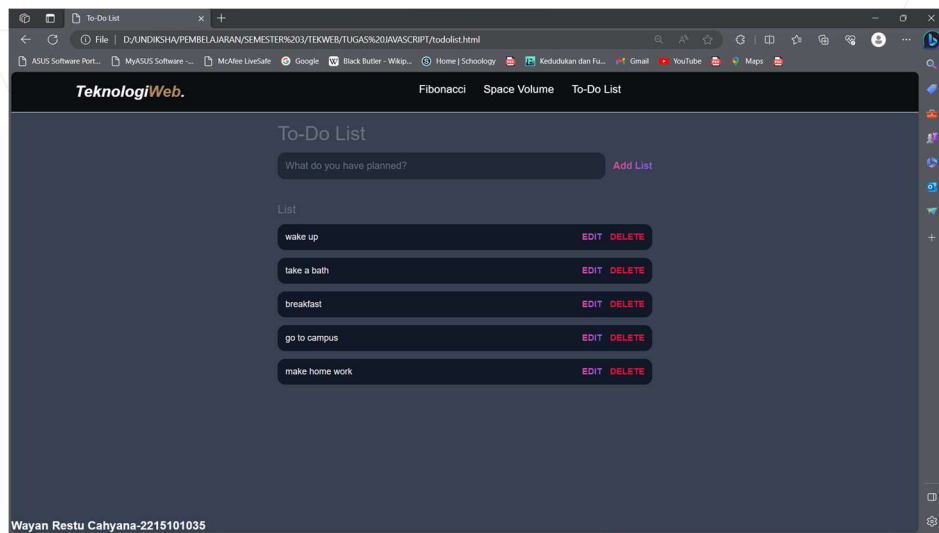 To-Do List
File | D:/UNDIKSHA/PEMBELAJARAN/SEMESTER%203/TEKWEB/TUGAS%20JAVASCRIPT/todolist.html
ASUS Software Port... MyASUS Software -... McAfee LiveSafe Google Black Butler - Wikip... Home | Schoology Kedudukan dan Fu... Gmail YouTube Maps
TeknologiWeb. Fibonacci Space Volume To-Do List
To-Do List
What do you have planned? Add List
List
wake up EDIT DELETE
take a bath EDIT DELETE
breakfast EDIT DELETE
go to campus EDIT DELETE
make home work EDIT DELETE
Wayan Restu Cahyana-2215101035